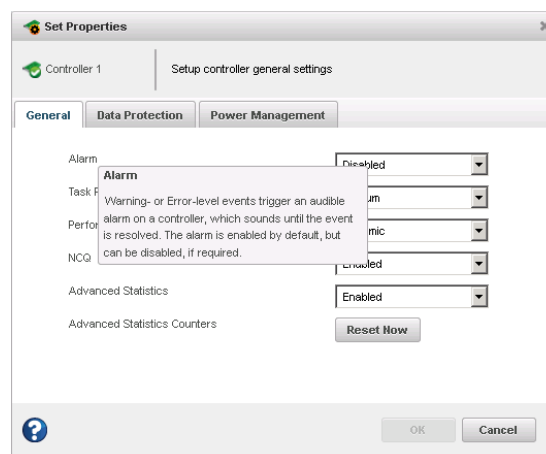 Set Properties
Controller 1
Setup controller general settings
General Data Protection Power Management
Alarm
Disabled
Alarm
Warning- or Error-level events trigger an audible
alarm on a controller, which sounds until the event
is resolved. The alarm is enabled by default, but
can be disabled, if required.
Task
Perfor
NCQ
Enabled
Advanced Statistics
Enabled
Advanced Statistics Counters
Reset Now
OK Cancel